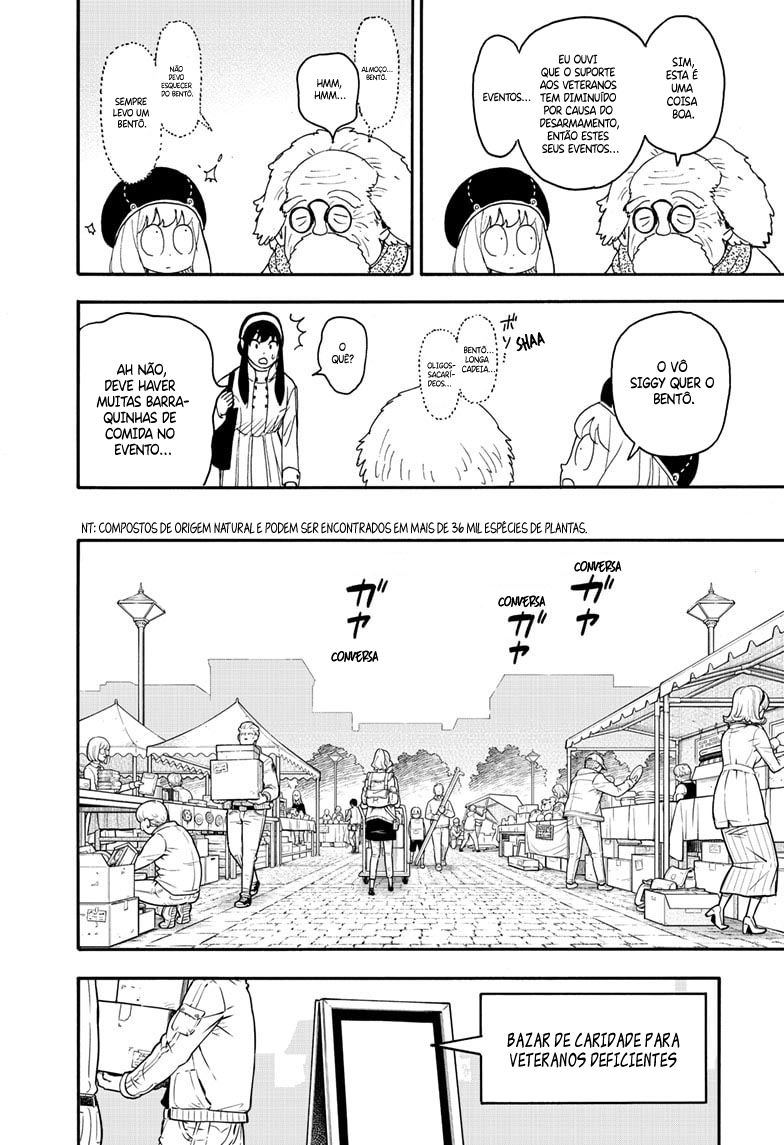 SIM,
ESTA É
UMA
COISA
BOA.
EU OUVI
QUE O SUPORTE
AOS VETERANOS
TEM DIMINUÍDO
POR CAUSA DO
DESARMAMENTO,
ENTÃO ESTES
SEUS EVENTOS...
EVENTOS...
ALMOÇO...
BENTÔ.
HMM,
HMM...
NÃO
DEVO
ESQUECER
DO BENTÔ.
SEMPRE
LEVO UM
BENTÔ.
O VÔ
SIGGY QUER O
BENTÔ.
ボソッ
SHAA
BENTÔ...
LONGA
CADEIA...
OLIGOS-
SACARÍ-
DEOS...
O
QUÊ?
AH NÃO,
DEVE HAVER
MUITAS BARRA-
QUINHAS DE
COMIDA NO
EVENTO...
NT: COMPOSTOS DE ORIGEM NATURAL E PODEM SER ENCONTRADOS EM MAIS DE 36 MIL ESPÉCIES DE PLANTAS.
CONVERSA
ガヤ
CONVERSA
ガヤ
ガヤ
CONVERSA
BAZAR DE CARIDADE PARA
VETERANOS DEFICIENTES